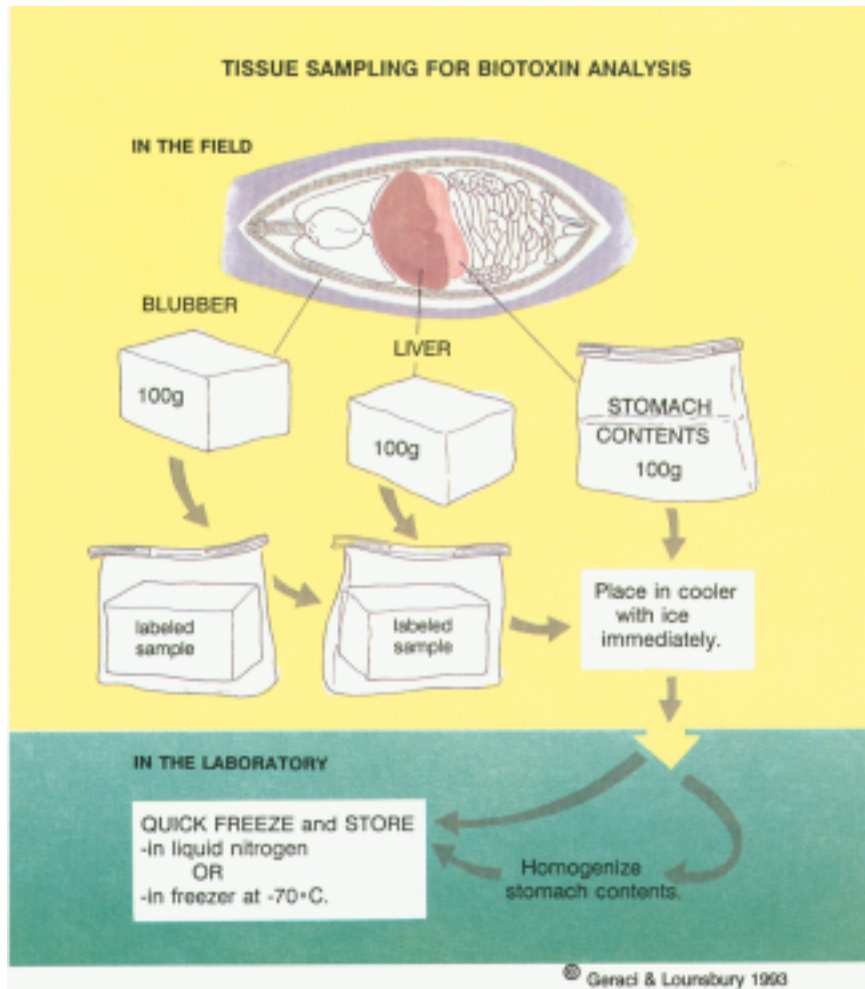 TISSUE SAMPLING FOR BIOTOXIN ANALYSIS
IN THE FIELD
BLUBBER
100g
LIVER
100g
STOMACH
CONTENTS
100g
labeled
sample
labeled
sample
Place in cooler
with ice
immediately.
IN THE LABORATORY
QUICK FREEZE and STORE
-in liquid nitrogen
OR
-in freezer at -70°C.
Homogenize
stomach contents.
© Geraci & Lounsbury 1993